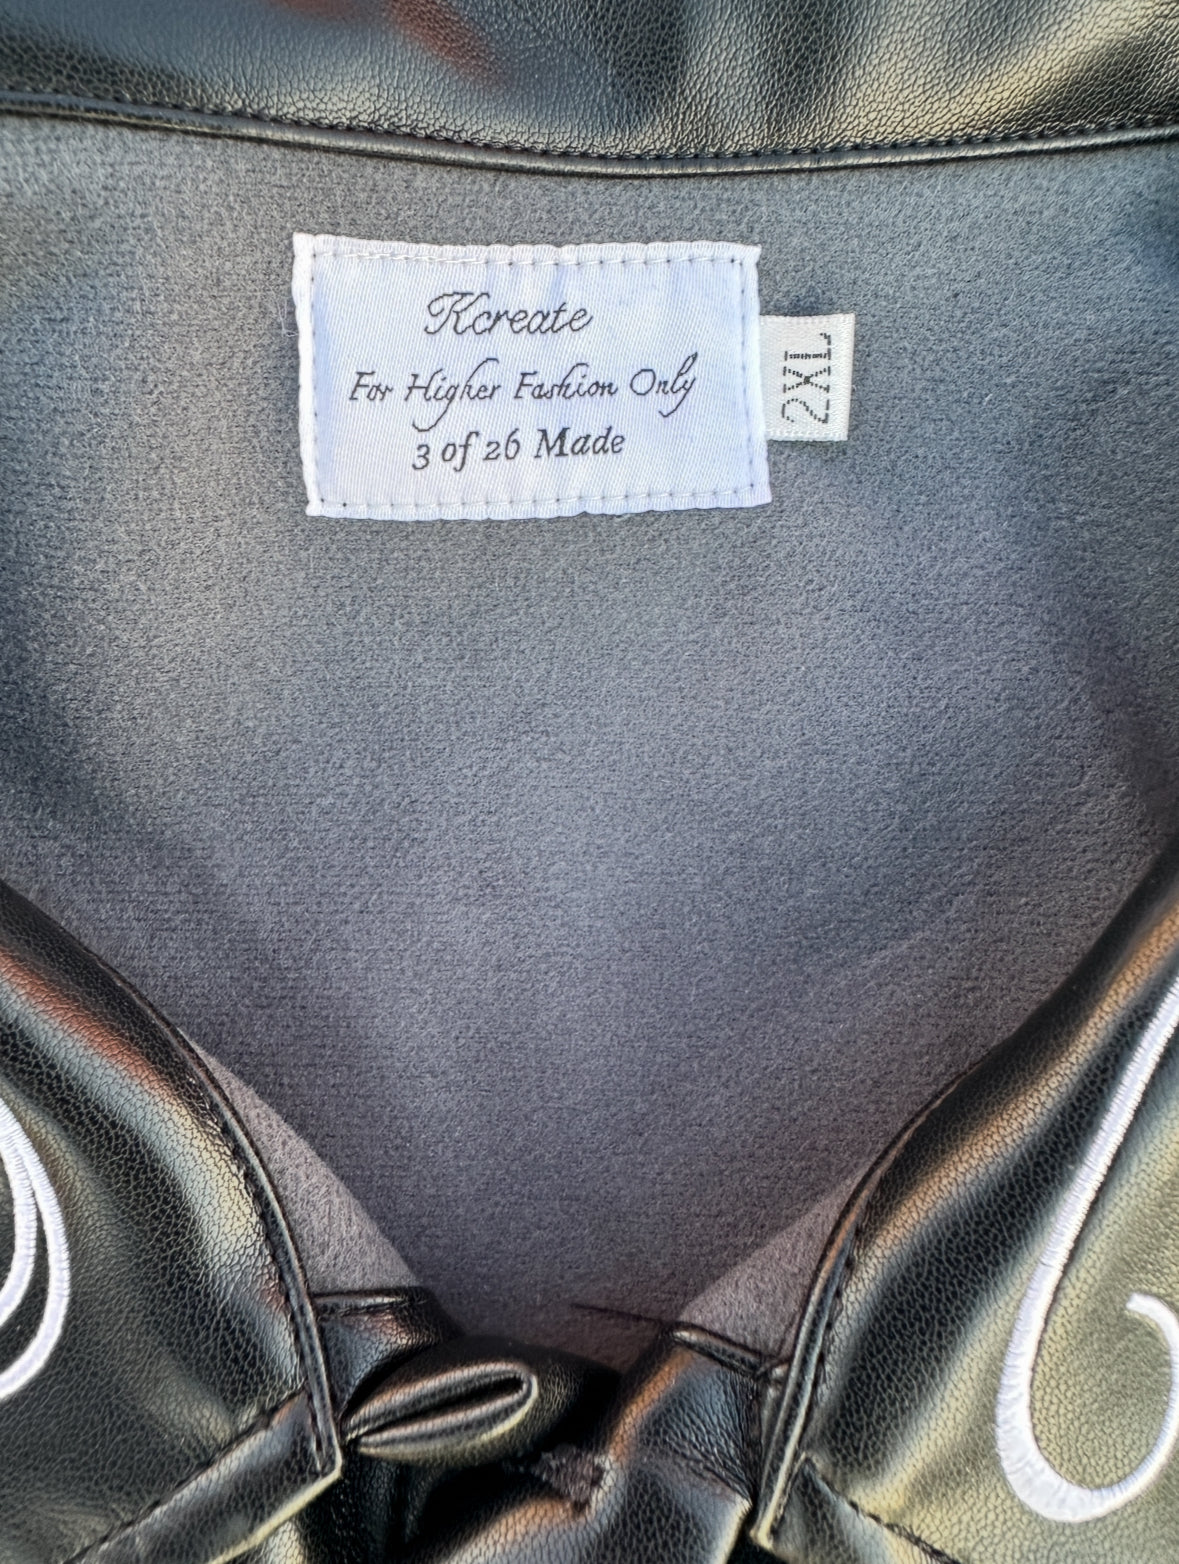 Kcreate
For Higher Fashion Only
3 of 26 Made
2XL